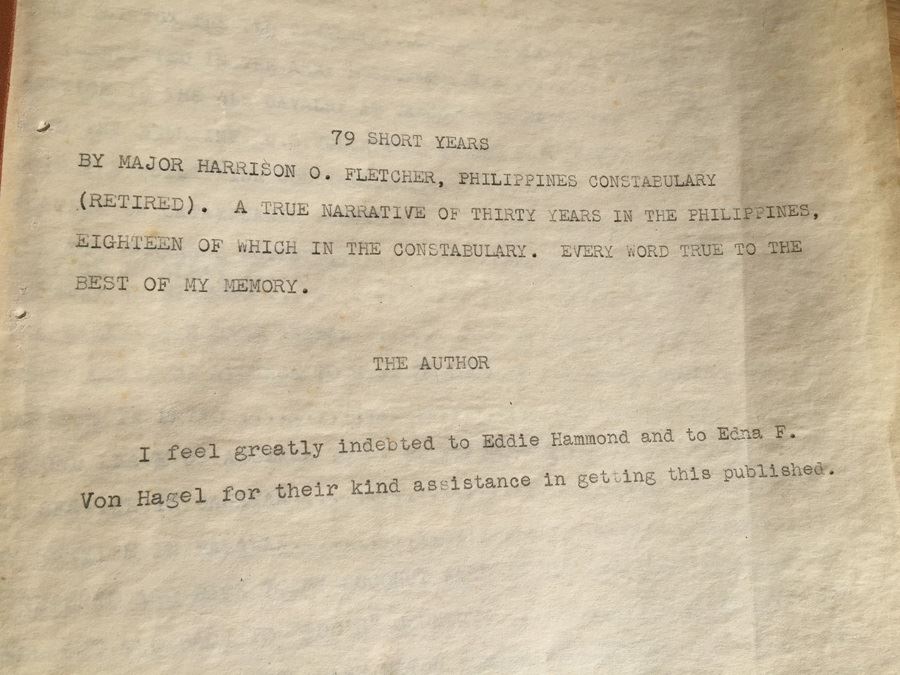 79 SHORT YEARS
BY MAJOR HARRISON O. FLETCHER, PHILIPPINES CONSTABULARY
(RETIRED). A TRUE NARRATIVE OF THIRTY YEARS IN THE PHILIPPINES,
EIGHTEEN OF WHICH IN THE CONSTABULARY. EVERY WORD TRUE TO THE
BEST OF MY MEMORY.
THE AUTHOR
I feel greatly indebted to Eddie Hammond and to Edna F.
Von Hagel for their kind assistance in getting this published.